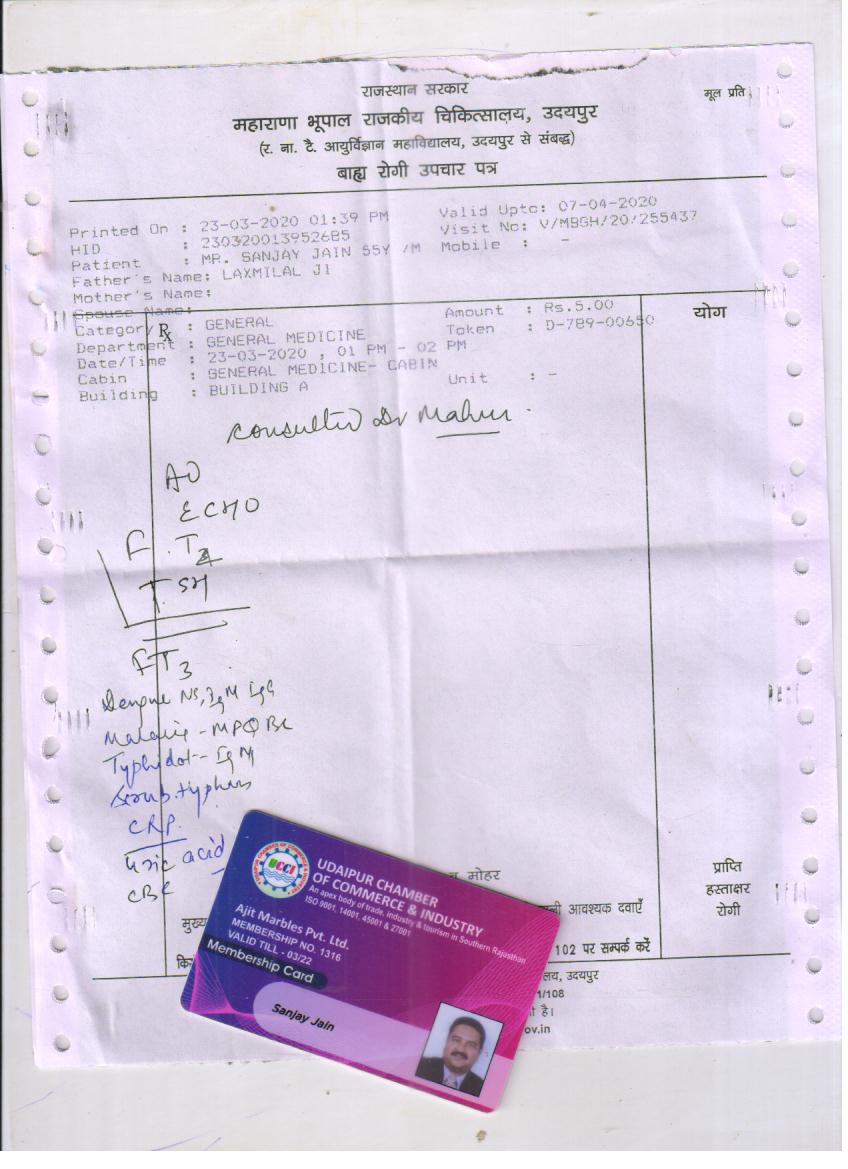 राजस्थान सरकार
मूल प्रति
महाराणा भूपाल राजकीय चिकित्सालय, उदयपुर
(र. ना. टै. आयुर्विज्ञान महाविद्यालय, उदयपुर से संबद्ध)
बाह्य रोगी उपचार पत्र
Printed On : 23-03-2020 01:39 PM
Valid Upto: 07-04-2020
HID : 230320013952685
Visit No: V/MBGH/20/255437
Patient : MR. SANJAY JAIN 55Y /M
Mobile : -
Father's Name: LAXMILAL JI
Mother's Name:
Spouse Name:
Category : GENERAL
Amount : Rs.5.00
योग
Rx
Department : GENERAL MEDICINE
Token : D-789-00650
Date/Time : 23-03-2020 , 01 PM - 02 PM
Cabin : GENERAL MEDICINE- CABIN
Unit : -
Building : BUILDING A
Dr
ECHO
F.T4
TSH
FT3
Dengue NS, IgM IgG
Malaria - MP
Typhidot - IgM
Scrub typhus
CRP.
Uric acid
CBC
मोहर
प्राप्ति
हस्ताक्षर
रोगी
आवश्यक दवाएँ
मुख्य
102 पर सम्पर्क करें
कि
लय, उदयपुर
1/108
है।
ov.in
UCCI
UDAIPUR CHAMBER
OF COMMERCE & INDUSTRY
An apex body of trade, industry & tourism in Southern Rajasthan
ISO 9001, 14001, 45001 & 27001
Ajit Marbles Pvt. Ltd.
MEMBERSHIP NO. 1316
VALID TILL - 03/22
Membership Card
Sanjay Jain